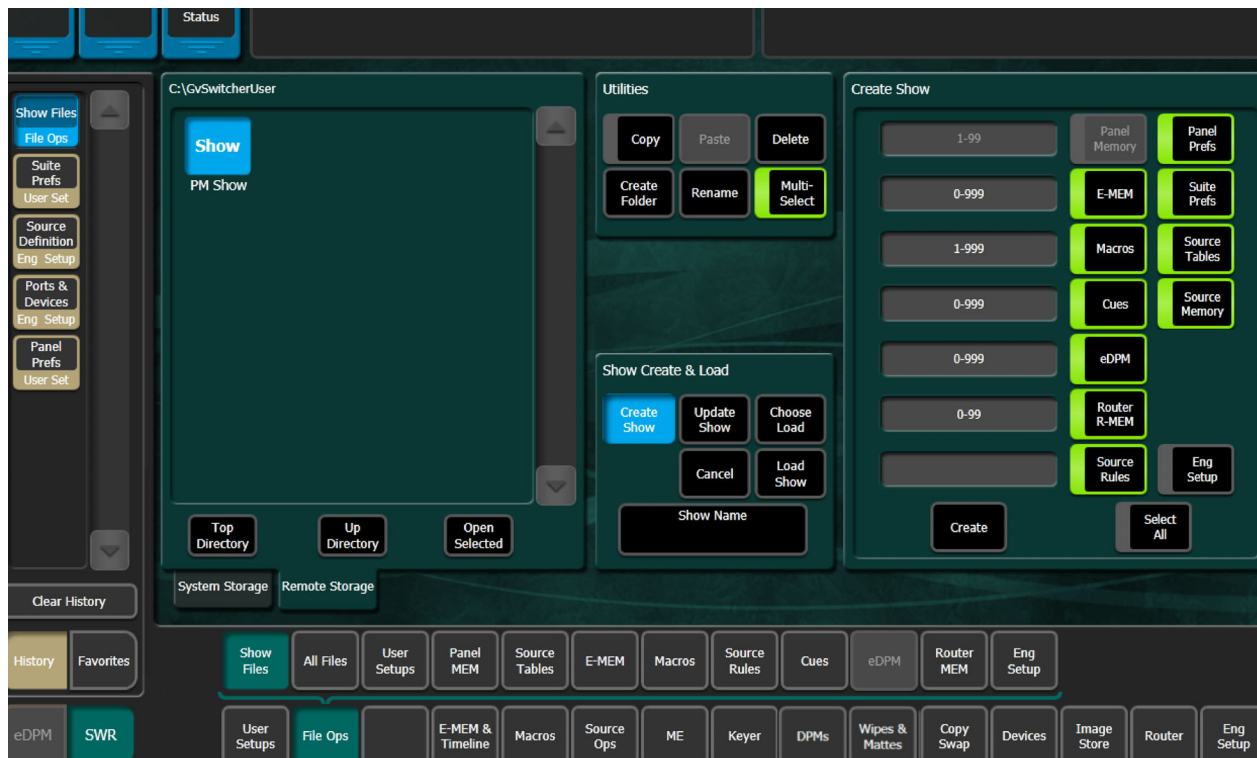 Status
Show Files
File Ops
Suite
Prefs
User Set
Source
Definition
Eng Setup
Ports &
Devices
Eng Setup
Panel
Prefs
User Set
Clear History
History
Favorites
eDPM
SWR
C:\GvSwitcherUser
Show
PM Show
Top
Directory
Up
Directory
Open
Selected
System Storage
Remote Storage
Utilities
Copy
Paste
Delete
Create
Folder
Rename
Multi-
Select
Show Create & Load
Create
Show
Update
Show
Choose
Load
Cancel
Load
Show
Show Name
Create Show
1-99
Panel
Memory
Panel
Prefs
0-999
E-MEM
Suite
Prefs
1-999
Macros
Source
Tables
0-999
Cues
Source
Memory
0-999
eDPM
0-99
Router
R-MEM
Source
Rules
Eng
Setup
Create
Select
All
Show
Files
All Files
User
Setups
Panel
MEM
Source
Tables
E-MEM
Macros
Source
Rules
Cues
eDPM
Router
MEM
Eng
Setup
User
Setups
File Ops
E-MEM &
Timeline
Macros
Source
Ops
ME
Keyer
DPMs
Wipes &
Mattes
Copy
Swap
Devices
Image
Store
Router
Eng
Setup